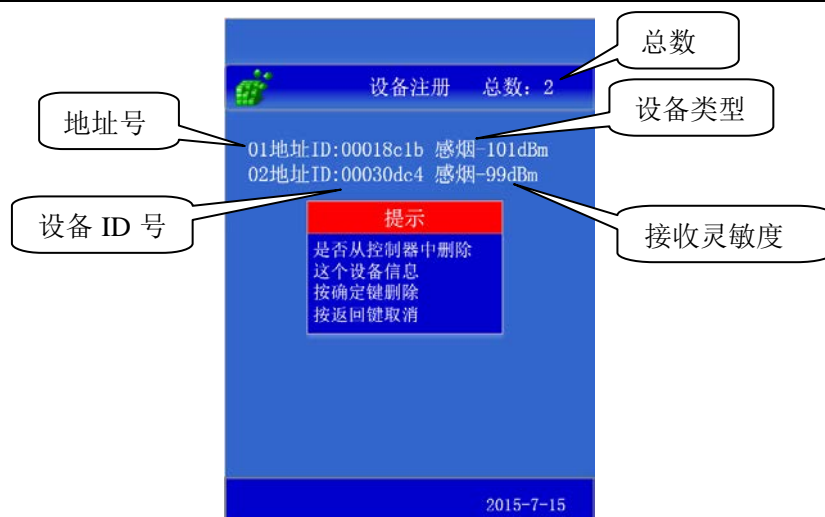 总数
设备注册 总数：2
设备类型
地址号
01地址ID:00018c1b 感烟-101dBm
02地址ID:00030dc4 感烟-99dBm
设备 ID 号
接收灵敏度
提示
是否从控制器中删除
这个设备信息
按确定键删除
按返回键取消
2015-7-15